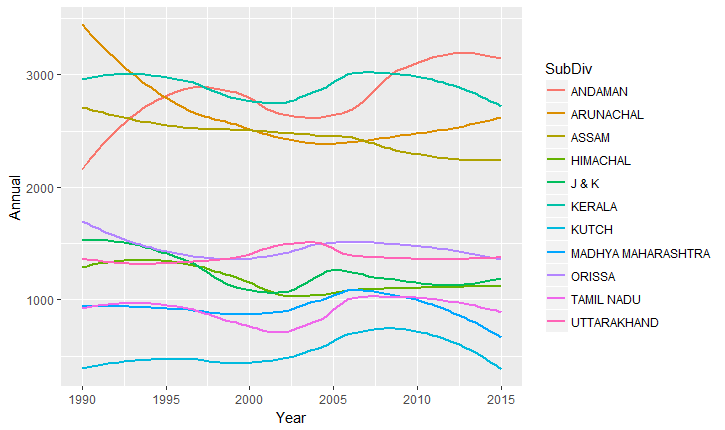 3000
2000
1000
Annual
1990
1995
2000
2005
2010
2015
Year
SubDiv
ANDAMAN
ARUNACHAL
ASSAM
HIMACHAL
J & K
KERALA
KUTCH
MADHYA MAHARASHTRA
ORISSA
TAMIL NADU
UTTARAKHAND